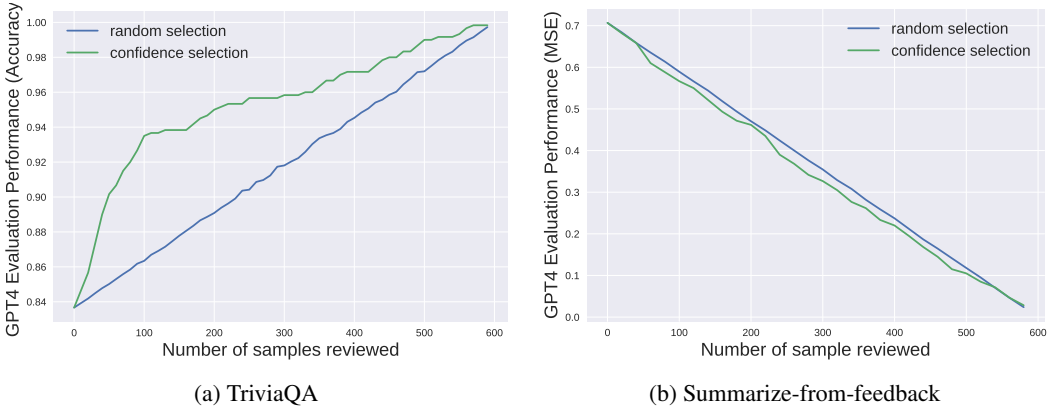 GPT4 Evaluation Performance (Accuracy
1.00
0.98
0.96
0.94
0.92
0.90
0.88
0.86
0.84
random selection
confidence selection
0 100 200 300 400 500 600
Number of samples reviewed
(a) TriviaQA
GPT4 Evaluation Performance (MSE)
0.7
0.6
0.5
0.4
0.3
0.2
0.1
0.0
random selection
confidence selection
0 100 200 300 400 500 600
Number of sample reviewed
(b) Summarize-from-feedback